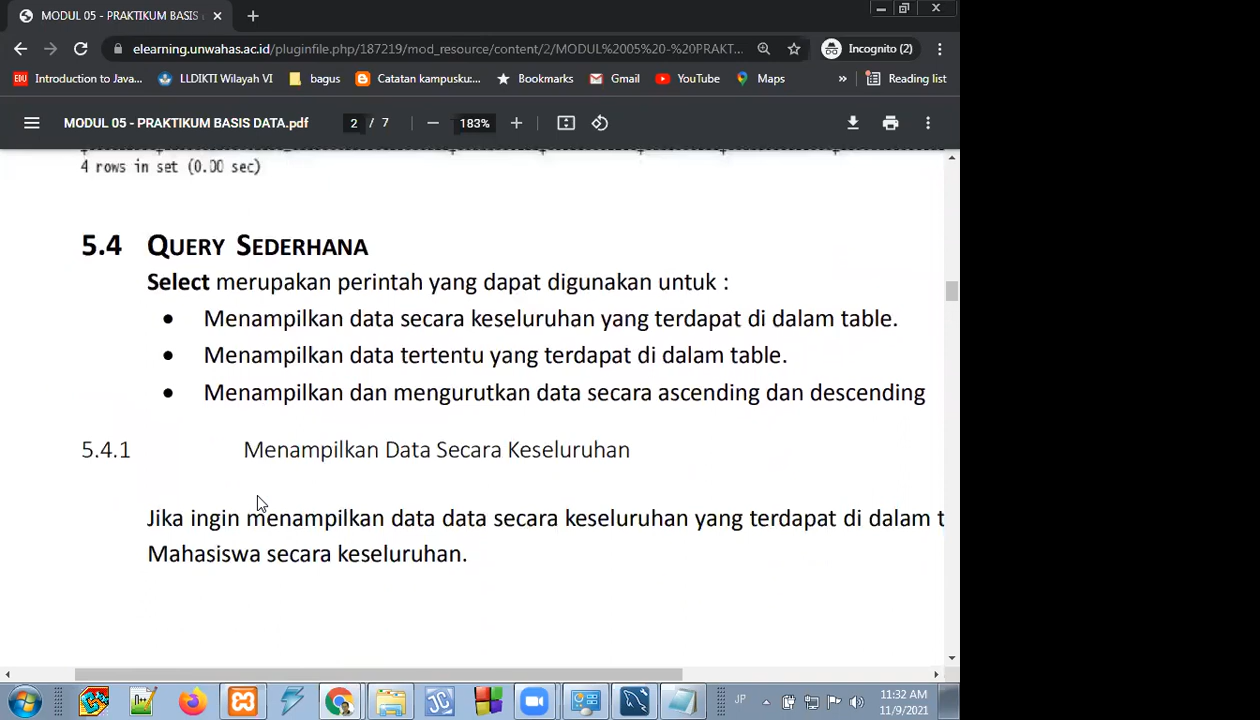 MODUL 05 - PRAKTIKUM BASIS
elearning.unwahas.ac.id/pluginfile.php/187219/mod_resource/content/2/MODUL%2005%20-%20PRAKT...
Incognito (2)
Introduction to Java...
LLDIKTI Wilayah VI
bagus
Catatan kampusku:...
Bookmarks
Gmail
YouTube
Maps
»
Reading list
MODUL 05 - PRAKTIKUM BASIS DATA.pdf
2 / 7
183%
4 rows in set (0.00 sec)
5.4 QUERY SEDERHANA
Select merupakan perintah yang dapat digunakan untuk :
• Menampilkan data secara keseluruhan yang terdapat di dalam table.
• Menampilkan data tertentu yang terdapat di dalam table.
• Menampilkan dan mengurutkan data secara ascending dan descending
5.4.1 Menampilkan Data Secara Keseluruhan
Jika ingin menampilkan data data secara keseluruhan yang terdapat di dalam t
Mahasiswa secara keseluruhan.
JP
11:32 AM
11/9/2021